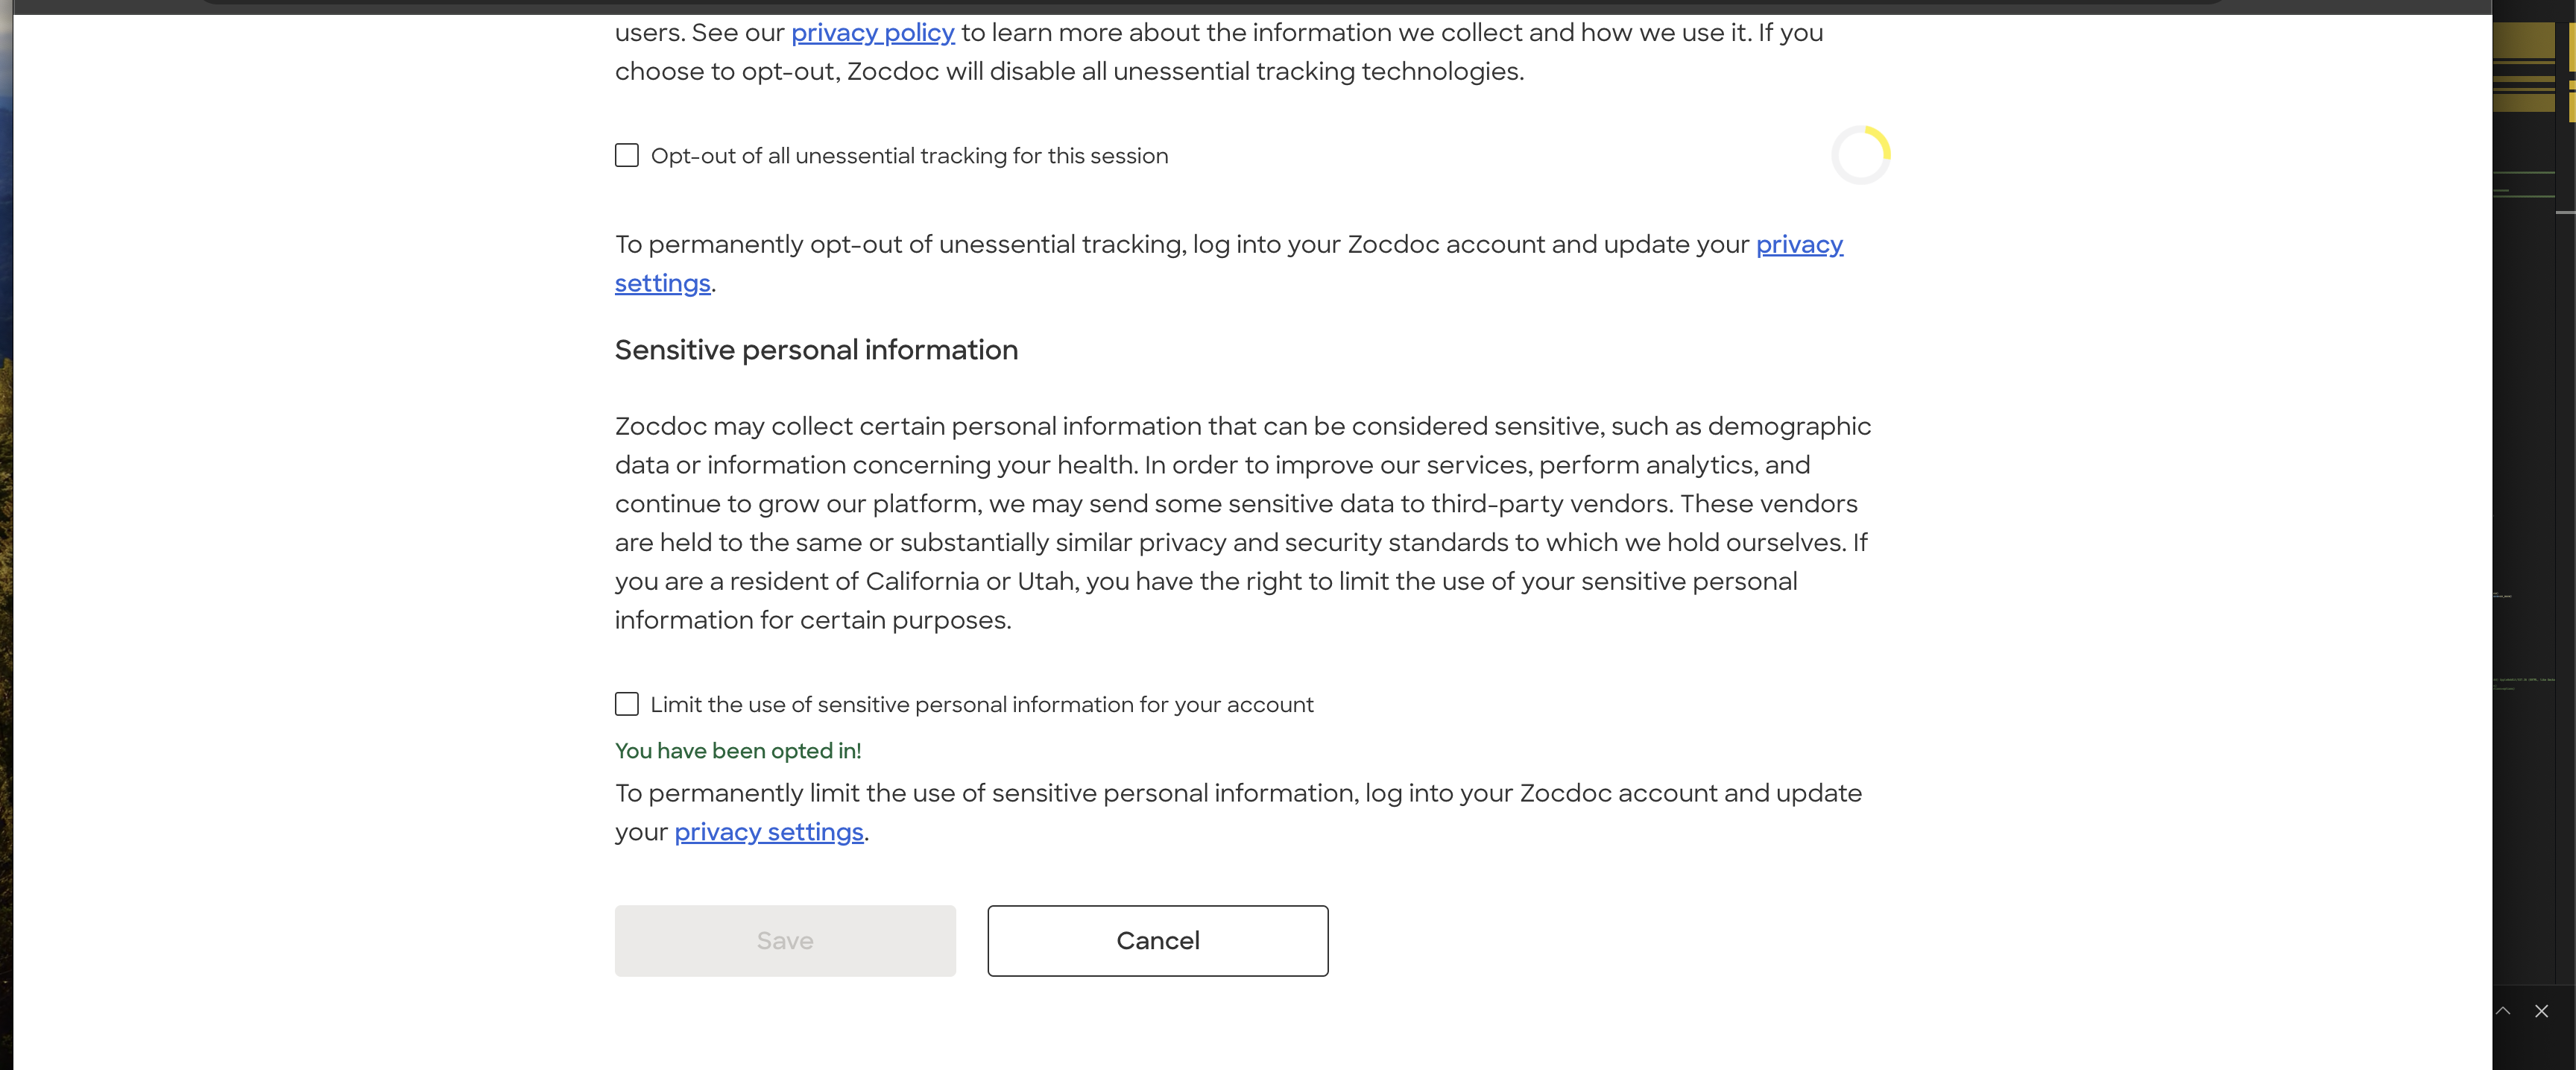 users. See our privacy policy to learn more about the information we collect and how we use it. If you
choose to opt-out, Zocdoc will disable all unessential tracking technologies.
Opt-out of all unessential tracking for this session
To permanently opt-out of unessential tracking, log into your Zocdoc account and update your privacy
settings.
Sensitive personal information
Zocdoc may collect certain personal information that can be considered sensitive, such as demographic
data or information concerning your health. In order to improve our services, perform analytics, and
continue to grow our platform, we may send some sensitive data to third-party vendors. These vendors
are held to the same or substantially similar privacy and security standards to which we hold ourselves. If
you are a resident of California or Utah, you have the right to limit the use of your sensitive personal
information for certain purposes.
Limit the use of sensitive personal information for your account
You have been opted in!
To permanently limit the use of sensitive personal information, log into your Zocdoc account and update
your privacy settings.
Save
Cancel